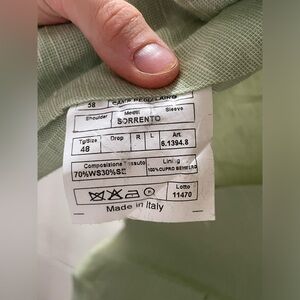 58
Shoulder Modell Sleeve
SORRENTO
Tg/Size Drop R L Art.
48 6.1394.8
Composizione Tessuto Lining
70%WS30%SE 100%CUPRO BEMBERG
Lotto
11470
Made in Italy